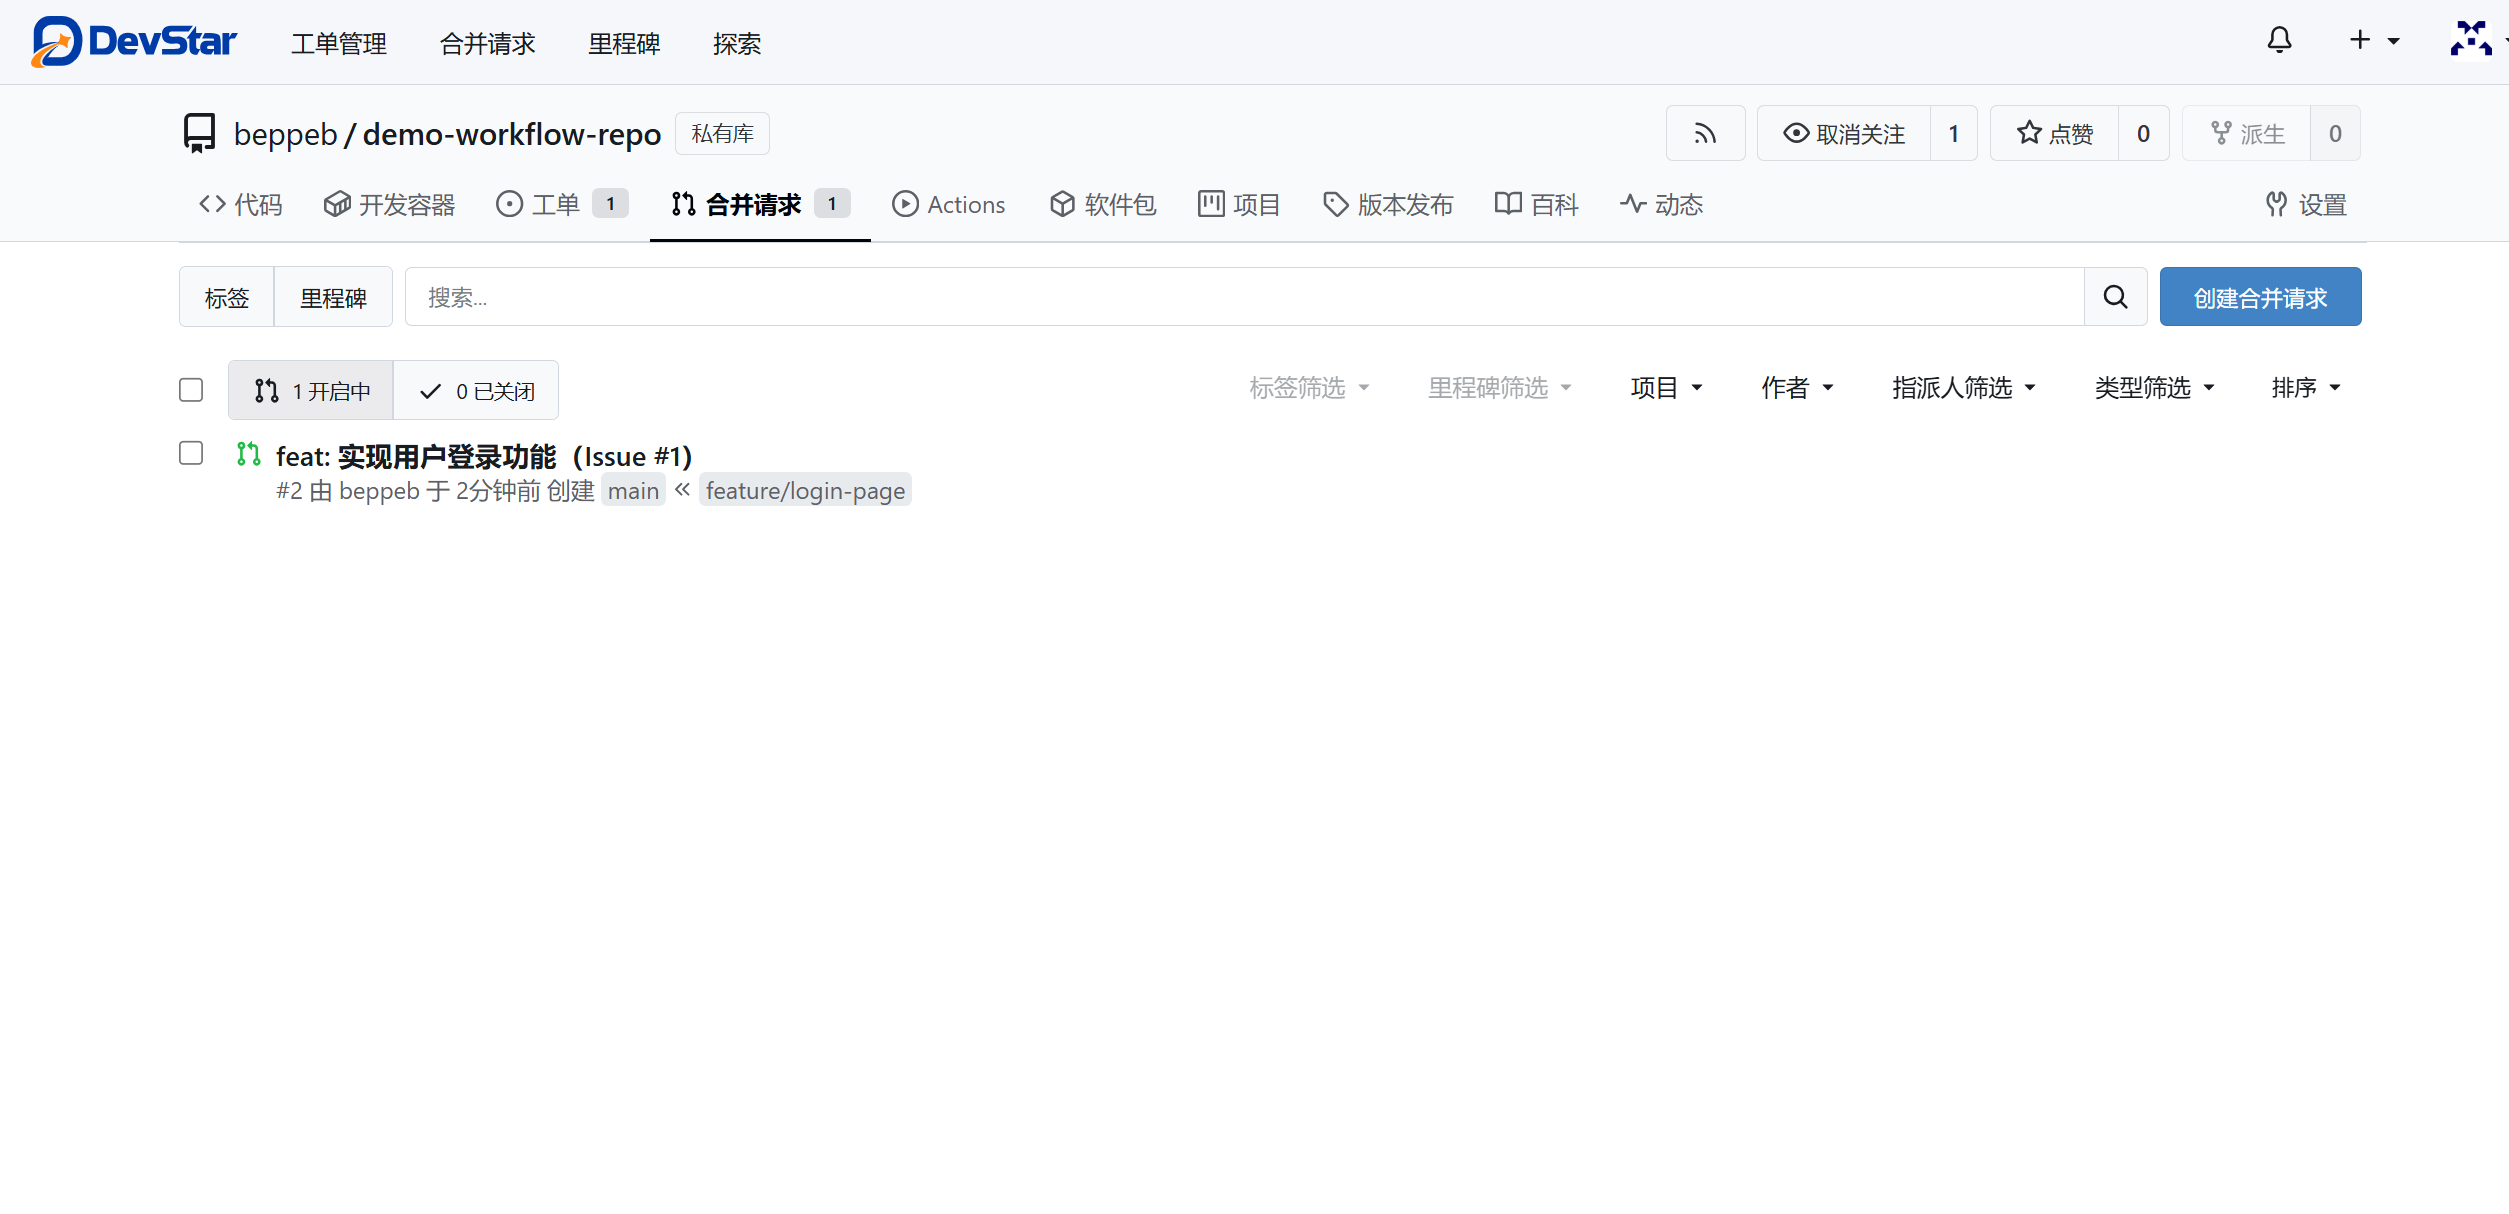 DevStar 工单管理 合并请求 里程碑 探索
beppeb / demo-workflow-repo 私有库 取消关注 1 点赞 0 派生 0
代码 开发容器 工单 1 合并请求 1 Actions 软件包 项目 版本发布 百科 动态 设置
标签 里程碑 搜索... 创建合并请求
1 开启中 0 已关闭 标签筛选 里程碑筛选 项目 作者 指派人筛选 类型筛选 排序
feat: 实现用户登录功能（Issue #1）
#2 由 beppeb 于 2分钟前 创建 main « feature/login-page